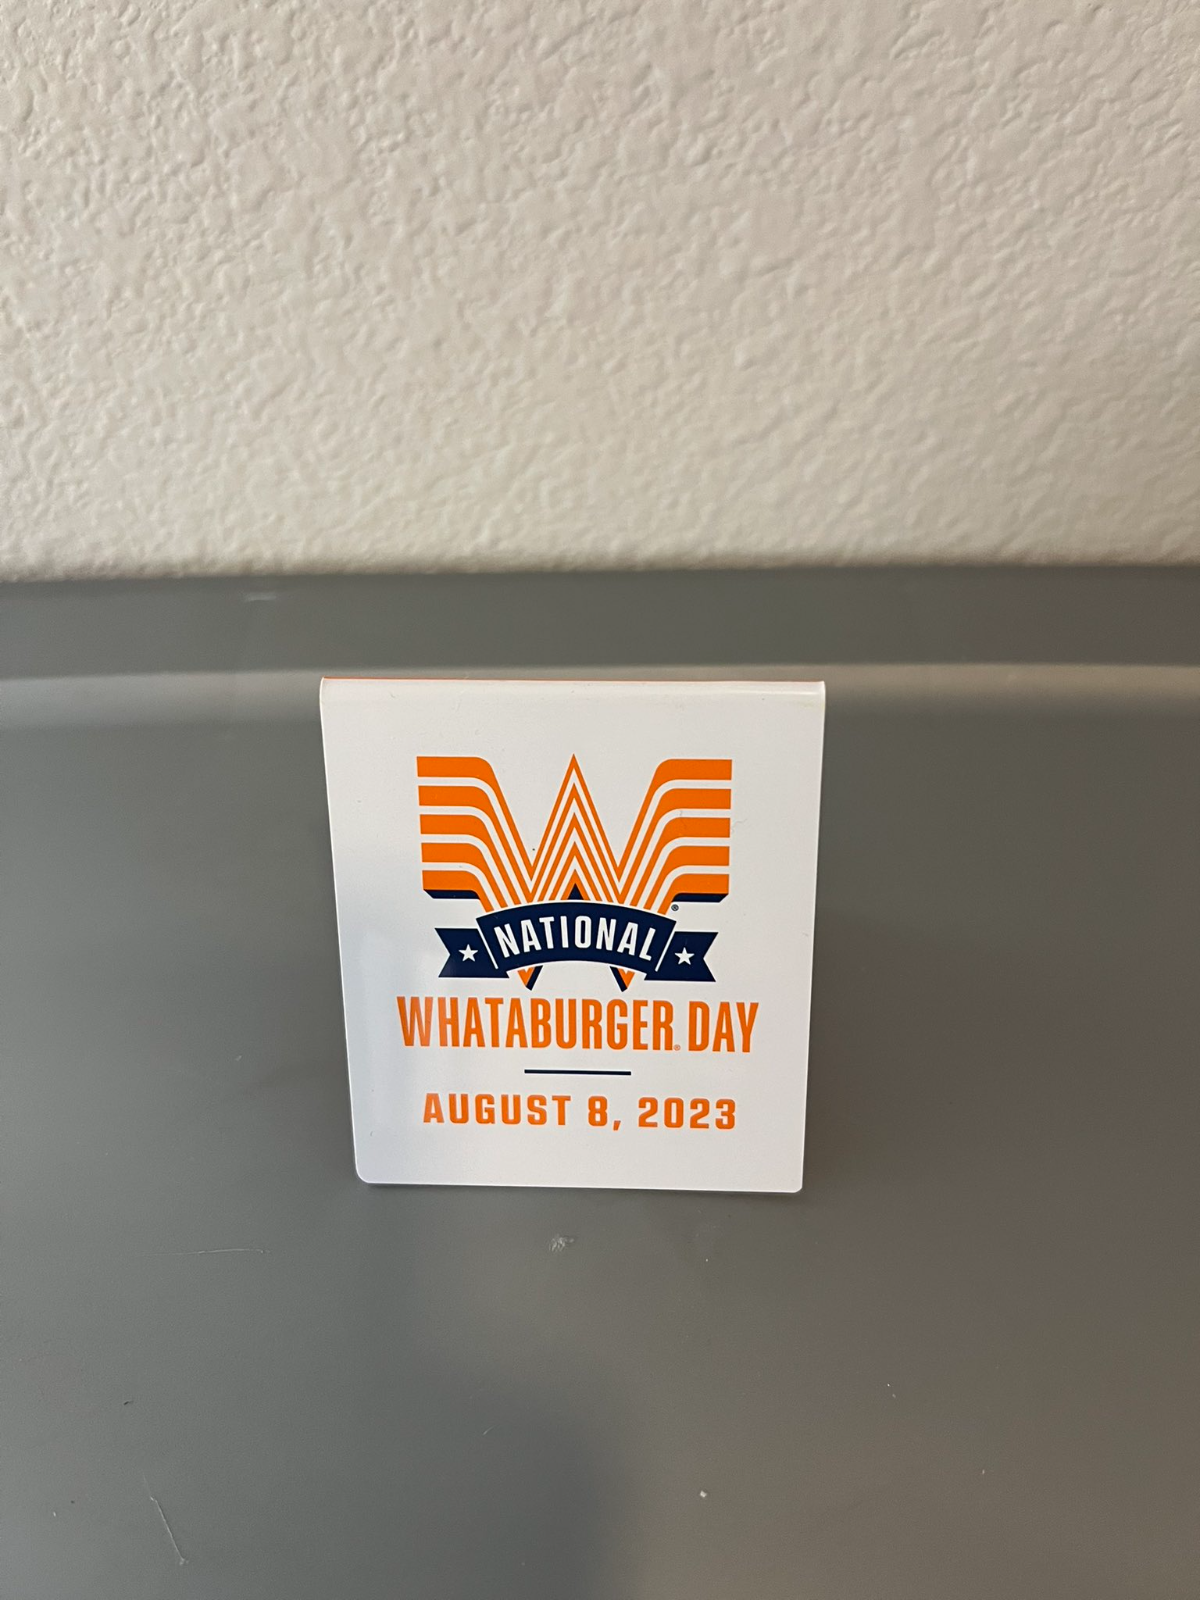 W
NATIONAL
WHATABURGER® DAY
AUGUST 8, 2023